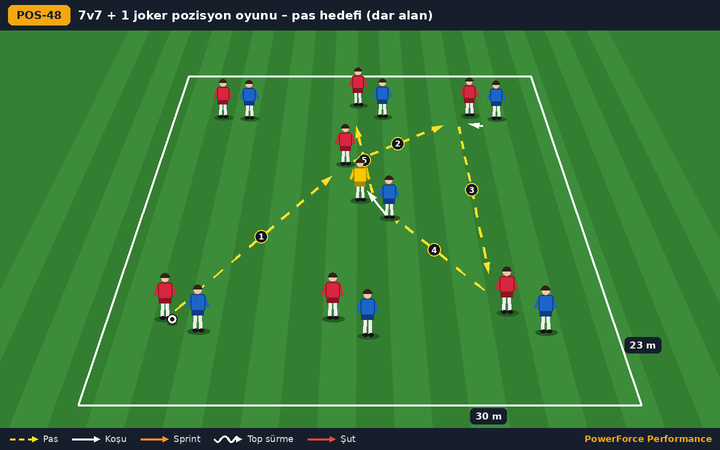 POS-48 7v7 + 1 joker pozisyon oyunu – pas hedefi (dar alan)
5
2
3
1
4
23 m
30 m
Pas Koşu Sprint Top sürme Şut PowerForce Performance